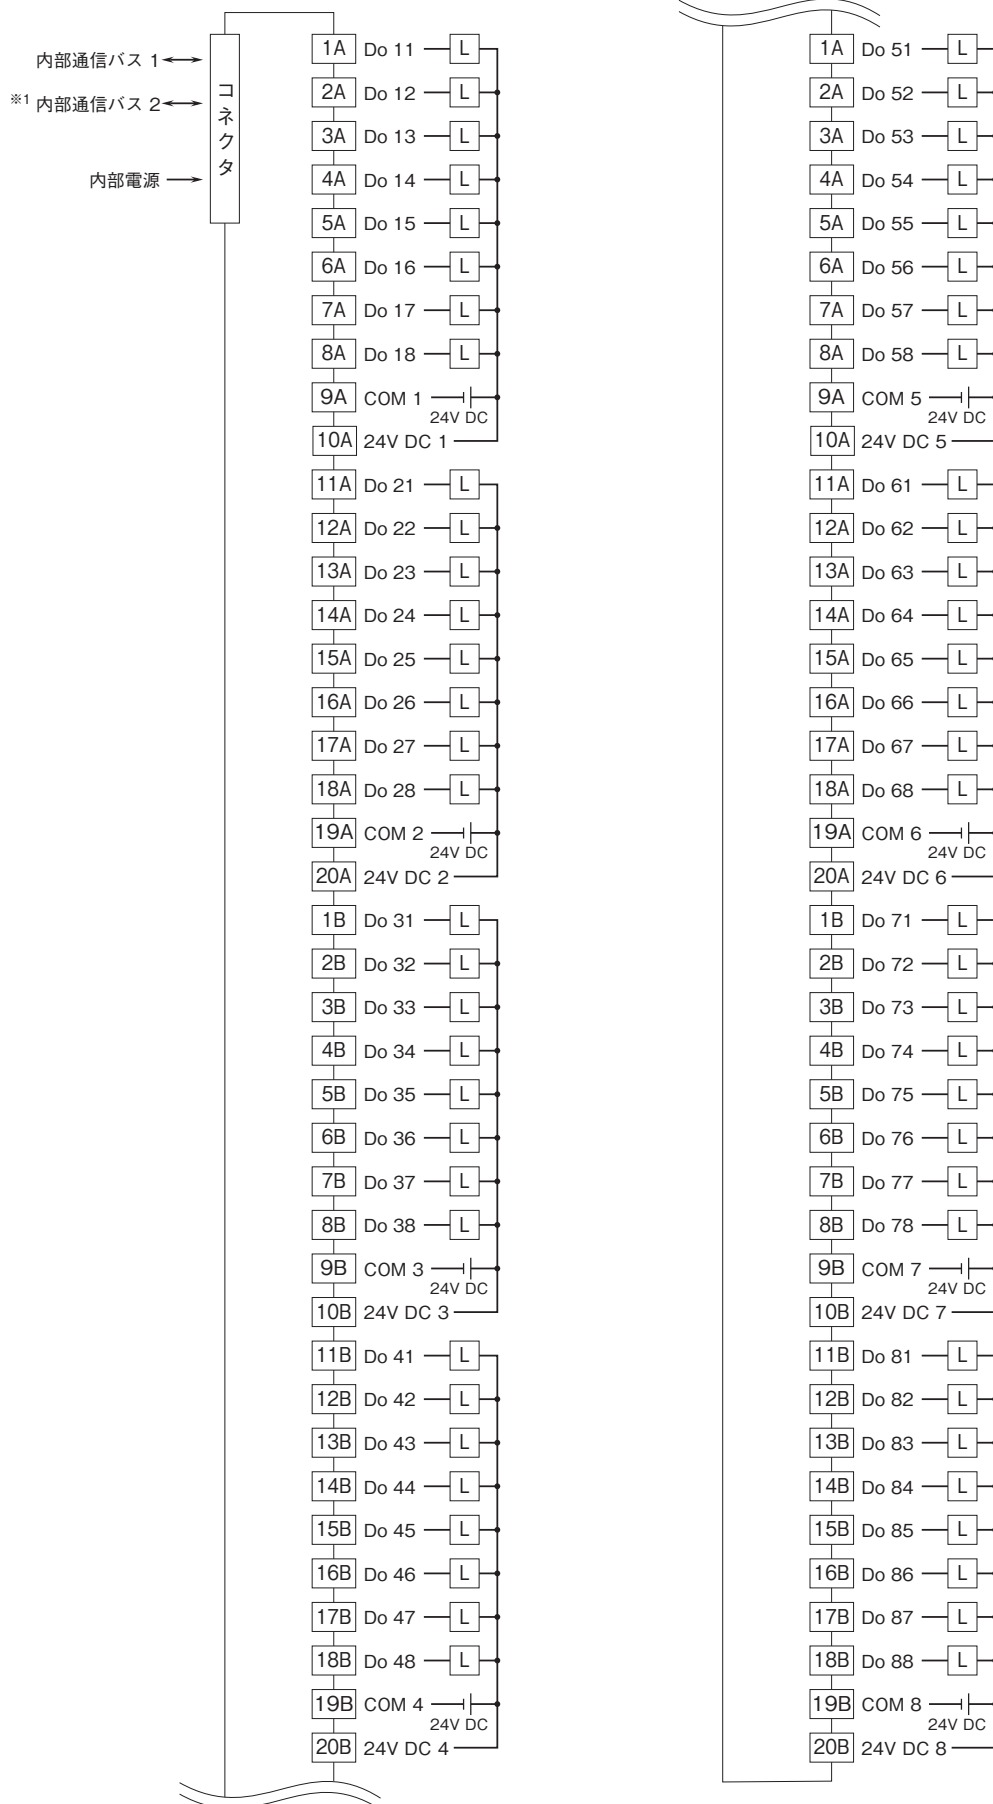 内部通信バス 1
※1 内部通信バス 2
内部電源
コネクタ
1A Do 11 L
2A Do 12 L
3A Do 13 L
4A Do 14 L
5A Do 15 L
6A Do 16 L
7A Do 17 L
8A Do 18 L
9A COM 1
24V DC
10A 24V DC 1
11A Do 21 L
12A Do 22 L
13A Do 23 L
14A Do 24 L
15A Do 25 L
16A Do 26 L
17A Do 27 L
18A Do 28 L
19A COM 2
24V DC
20A 24V DC 2
1B Do 31 L
2B Do 32 L
3B Do 33 L
4B Do 34 L
5B Do 35 L
6B Do 36 L
7B Do 37 L
8B Do 38 L
9B COM 3
24V DC
10B 24V DC 3
11B Do 41 L
12B Do 42 L
13B Do 43 L
14B Do 44 L
15B Do 45 L
16B Do 46 L
17B Do 47 L
18B Do 48 L
19B COM 4
24V DC
20B 24V DC 4
1A Do 51 L
2A Do 52 L
3A Do 53 L
4A Do 54 L
5A Do 55 L
6A Do 56 L
7A Do 57 L
8A Do 58 L
9A COM 5
24V DC
10A 24V DC 5
11A Do 61 L
12A Do 62 L
13A Do 63 L
14A Do 64 L
15A Do 65 L
16A Do 66 L
17A Do 67 L
18A Do 68 L
19A COM 6
24V DC
20A 24V DC 6
1B Do 71 L
2B Do 72 L
3B Do 73 L
4B Do 74 L
5B Do 75 L
6B Do 76 L
7B Do 77 L
8B Do 78 L
9B COM 7
24V DC
10B 24V DC 7
11B Do 81 L
12B Do 82 L
13B Do 83 L
14B Do 84 L
15B Do 85 L
16B Do 86 L
17B Do 87 L
18B Do 88 L
19B COM 8
24V DC
20B 24V DC 8